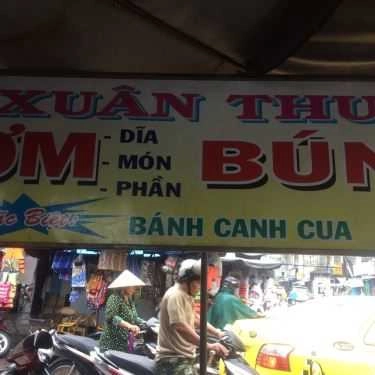 XUÂN THU
ƠM - DĨA BÚN
- MÓN
- PHẦN
BÁNH CANH CUA